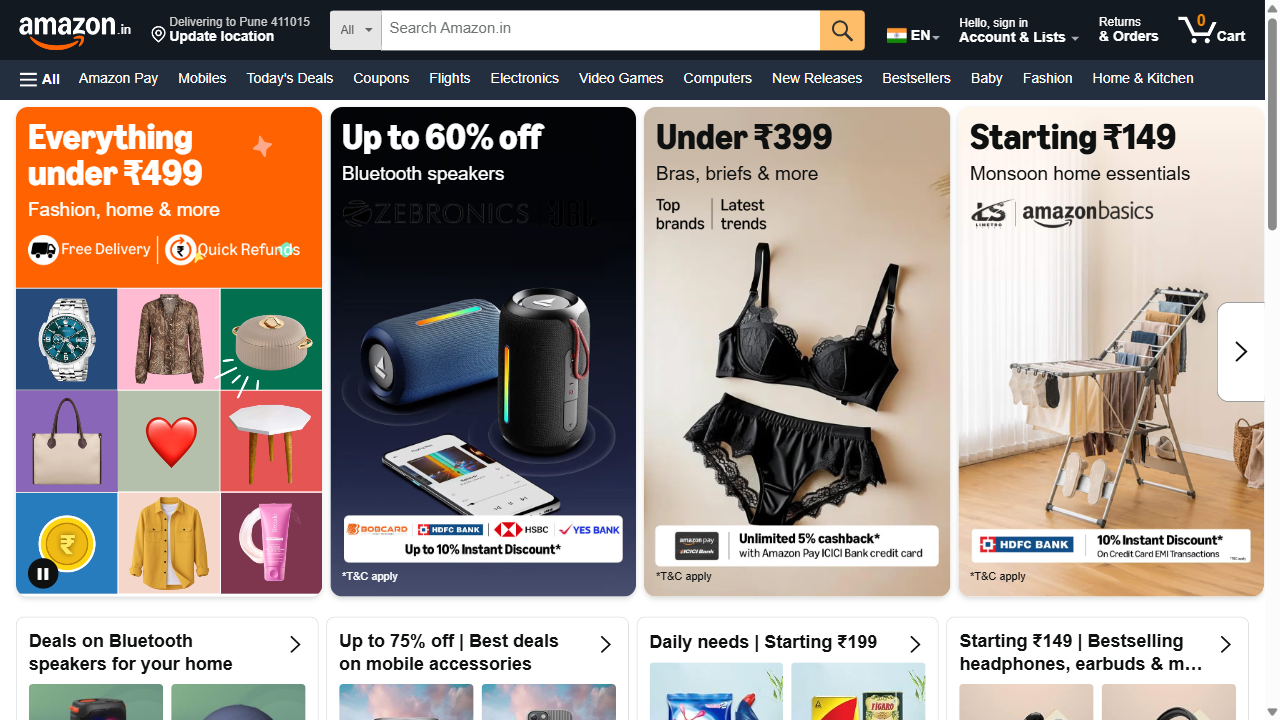 amazon.in
Delivering to Pune 411015
Update location
All
Search Amazon.in
EN
Hello, sign in
Account & Lists
Returns
& Orders
0
Cart
All
Amazon Pay
Mobiles
Today's Deals
Coupons
Flights
Electronics
Video Games
Computers
New Releases
Bestsellers
Baby
Fashion
Home & Kitchen
Everything
under ₹499
Fashion, home & more
Free Delivery
₹
Quick Refunds
₹
Up to 60% off
Bluetooth speakers
ZEBRONICS
JBL
BOBCARD
HDFC BANK
HSBC
YES BANK
Up to 10% Instant Discount*
*T&C apply
Under ₹399
Bras, briefs & more
Top
brands
Latest
trends
amazon pay
ICICI Bank
Unlimited 5% cashback*
with Amazon Pay ICICI Bank credit card
*T&C apply
Starting ₹149
Monsoon home essentials
LS
LIMETRO
amazonbasics
HDFC BANK
10% Instant Discount*
On Credit Card EMI Transactions
*T&C apply
Deals on Bluetooth
speakers for your home
Up to 75% off | Best deals
on mobile accessories
Daily needs | Starting ₹199
FIGARO
Starting ₹149 | Bestselling
headphones, earbuds & m…